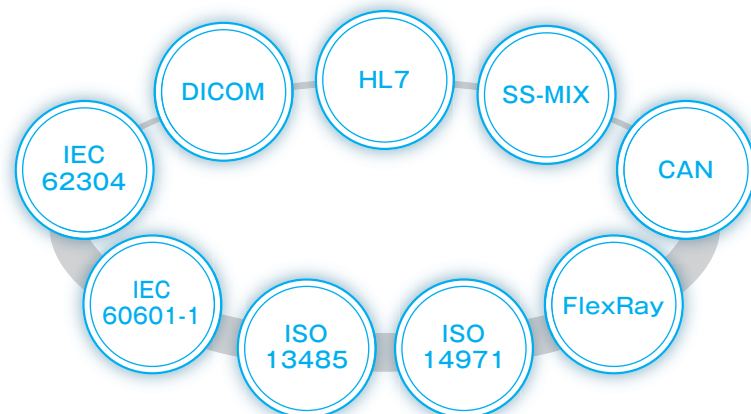 DICOM
HL7
SS-MIX
IEC
62304
CAN
IEC
60601-1
FlexRay
ISO
13485
ISO
14971